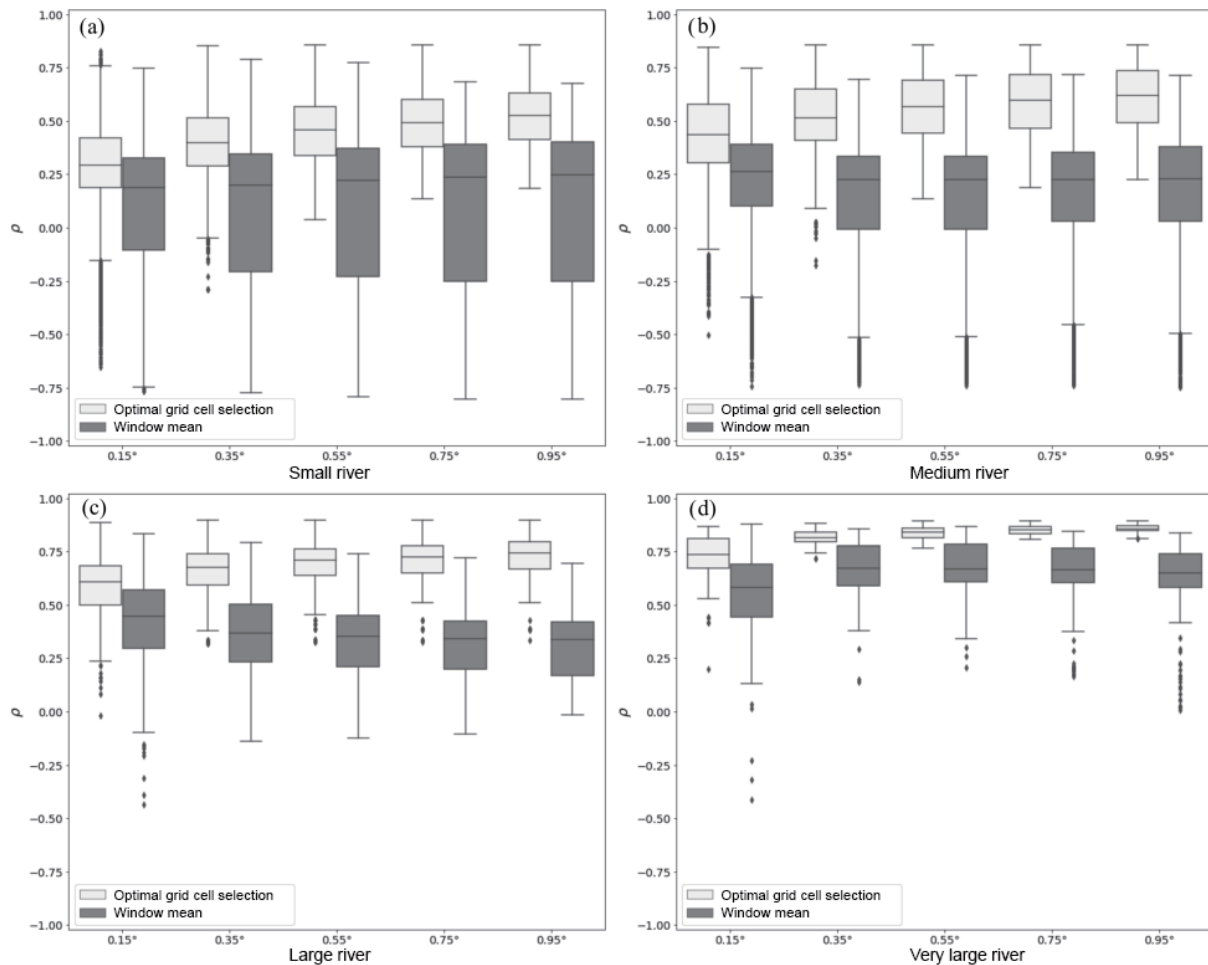 (a)
1.00
0.75
0.50
0.25
0.00
−0.25
−0.50
−0.75
−1.00
ρ
Optimal grid cell selection
Window mean
0.15° 0.35° 0.55° 0.75° 0.95°
Small river
(b)
1.00
0.75
0.50
0.25
0.00
−0.25
−0.50
−0.75
−1.00
ρ
Optimal grid cell selection
Window mean
0.15° 0.35° 0.55° 0.75° 0.95°
Medium river
(c)
1.00
0.75
0.50
0.25
0.00
−0.25
−0.50
−0.75
−1.00
ρ
Optimal grid cell selection
Window mean
0.15° 0.35° 0.55° 0.75° 0.95°
Large river
(d)
1.00
0.75
0.50
0.25
0.00
−0.25
−0.50
−0.75
−1.00
ρ
Optimal grid cell selection
Window mean
0.15° 0.35° 0.55° 0.75° 0.95°
Very large river